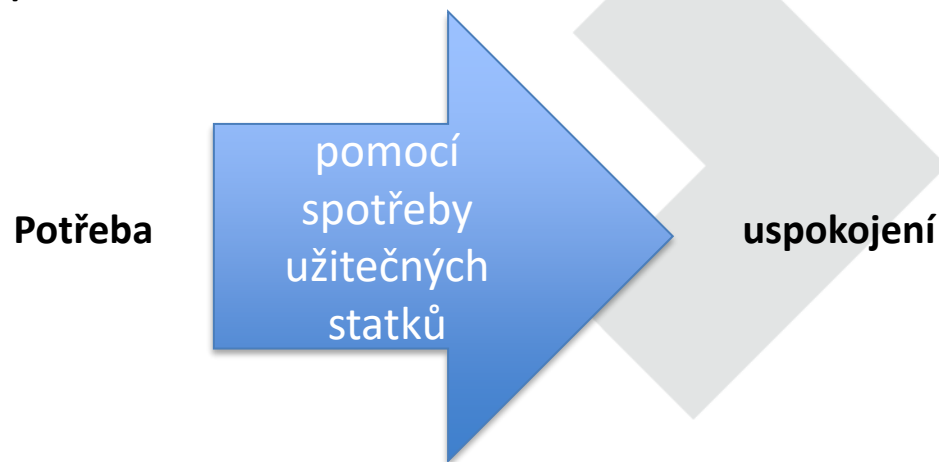 pomocí
spotřeby
Potřeba
užitečných
uspokojení
statků